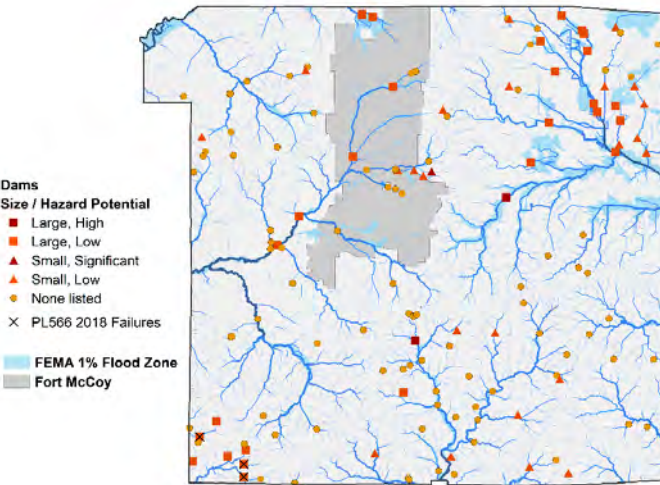 Dams
Size / Hazard Potential
Large, High
Large, Low
Small, Significant
Small, Low
None listed
PL566 2018 Failures
FEMA 1% Flood Zone
Fort McCoy